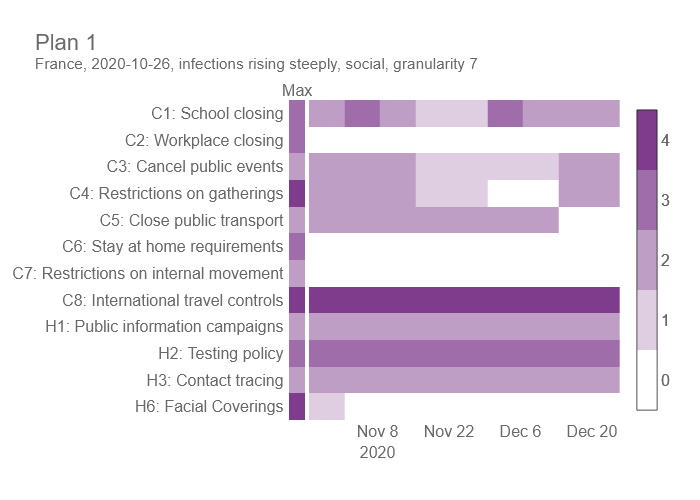 Plan 1
France, 2020-10-26, infections rising steeply, social, granularity 7
Max
C1: School closing
C2: Workplace closing
C3: Cancel public events
C4: Restrictions on gatherings
C5: Close public transport
C6: Stay at home requirements
C7: Restrictions on internal movement
C8: International travel controls
H1: Public information campaigns
H2: Testing policy
H3: Contact tracing
H6: Facial Coverings
Nov 8 Nov 22 Dec 6 Dec 20
2020
4
3
2
1
0